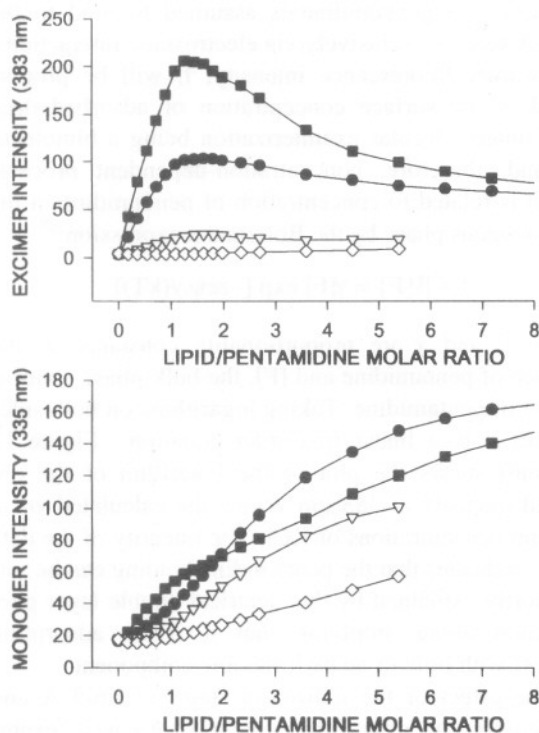 EXCIMER INTENSITY (383 nm)
250
200
150
100
50
0
0 1 2 3 4 5 6 7 8
LIPID/PENTAMIDINE MOLAR RATIO
MONOMER INTENSITY (335 nm)
180
160
140
120
100
80
60
40
20
0
0 1 2 3 4 5 6 7 8
LIPID/PENTAMIDINE MOLAR RATIO